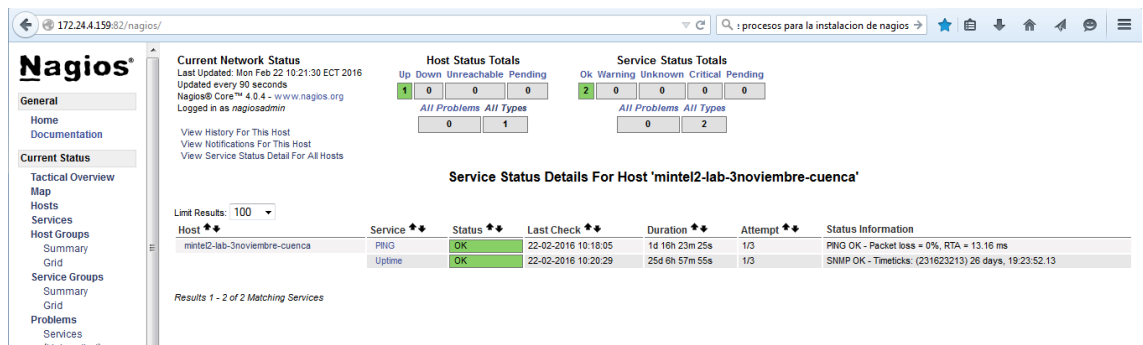 172.24.4.159:82/nagios/
: procesos para la instalacion de nagios
Nagios®
General
Home
Documentation
Current Status
Tactical Overview
Map
Hosts
Services
Host Groups
Summary
Grid
Service Groups
Summary
Grid
Problems
Services
Current Network Status
Last Updated: Mon Feb 22 10:21:30 ECT 2016
Updated every 90 seconds
Nagios® Core™ 4.0.4 - www.nagios.org
Logged in as nagiosadmin
View History For This Host
View Notifications For This Host
View Service Status Detail For All Hosts
Host Status Totals
Up Down Unreachable Pending
1 0 0 0
All Problems All Types
0 1
Service Status Totals
Ok Warning Unknown Critical Pending
2 0 0 0 0
All Problems All Types
0 2
Service Status Details For Host 'mintel2-lab-3noviembre-cuenca'
Limit Results: 100
Host Service Status Last Check Duration Attempt Status Information
mintel2-lab-3noviembre-cuenca PING OK 22-02-2016 10:18:05 1d 16h 23m 25s 1/3 PING OK - Packet loss = 0%, RTA = 13.16 ms
Uptime OK 22-02-2016 10:20:29 25d 6h 57m 55s 1/3 SNMP OK - Timeticks: (231623213) 26 days, 19:23:52.13
Results 1 - 2 of 2 Matching Services